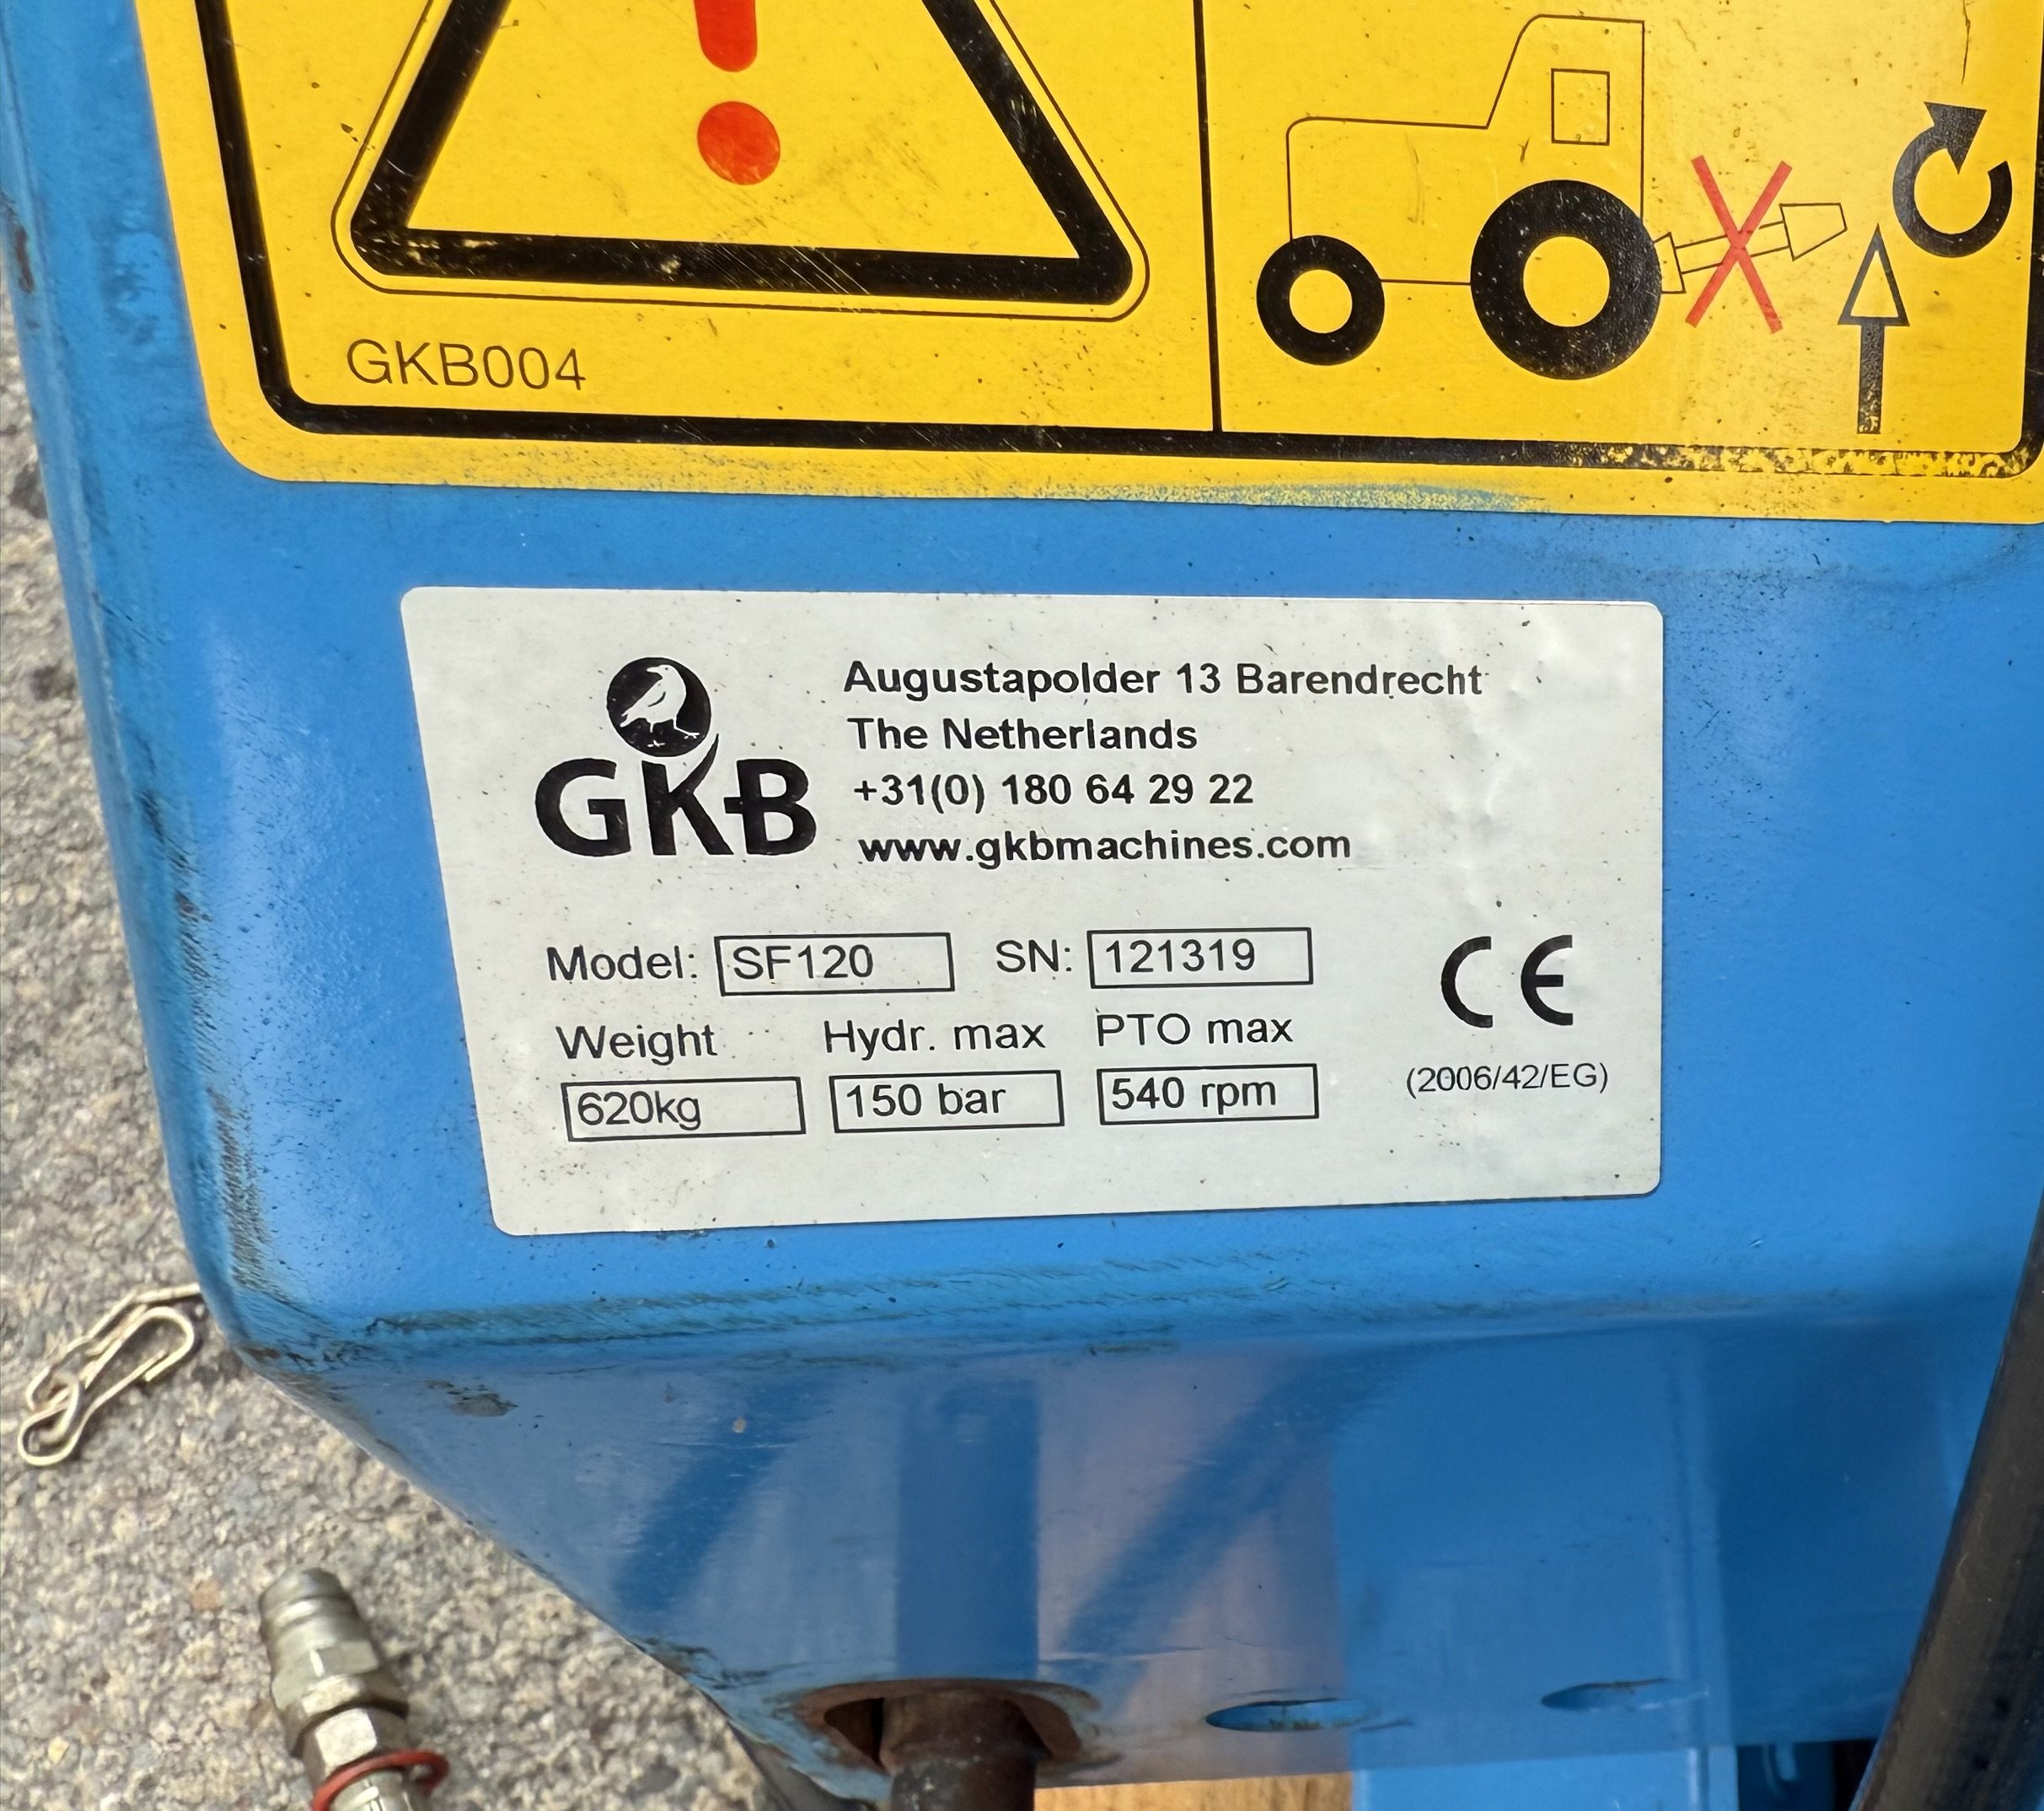 GKB004
GKB
Augustapolder 13 Barendrecht
The Netherlands
+31(0) 180 64 29 22
www.gkbmachines.com
Model: SF120 SN: 121319
CE
Weight Hydr. max PTO max
620kg 150 bar 540 rpm
(2006/42/EG)